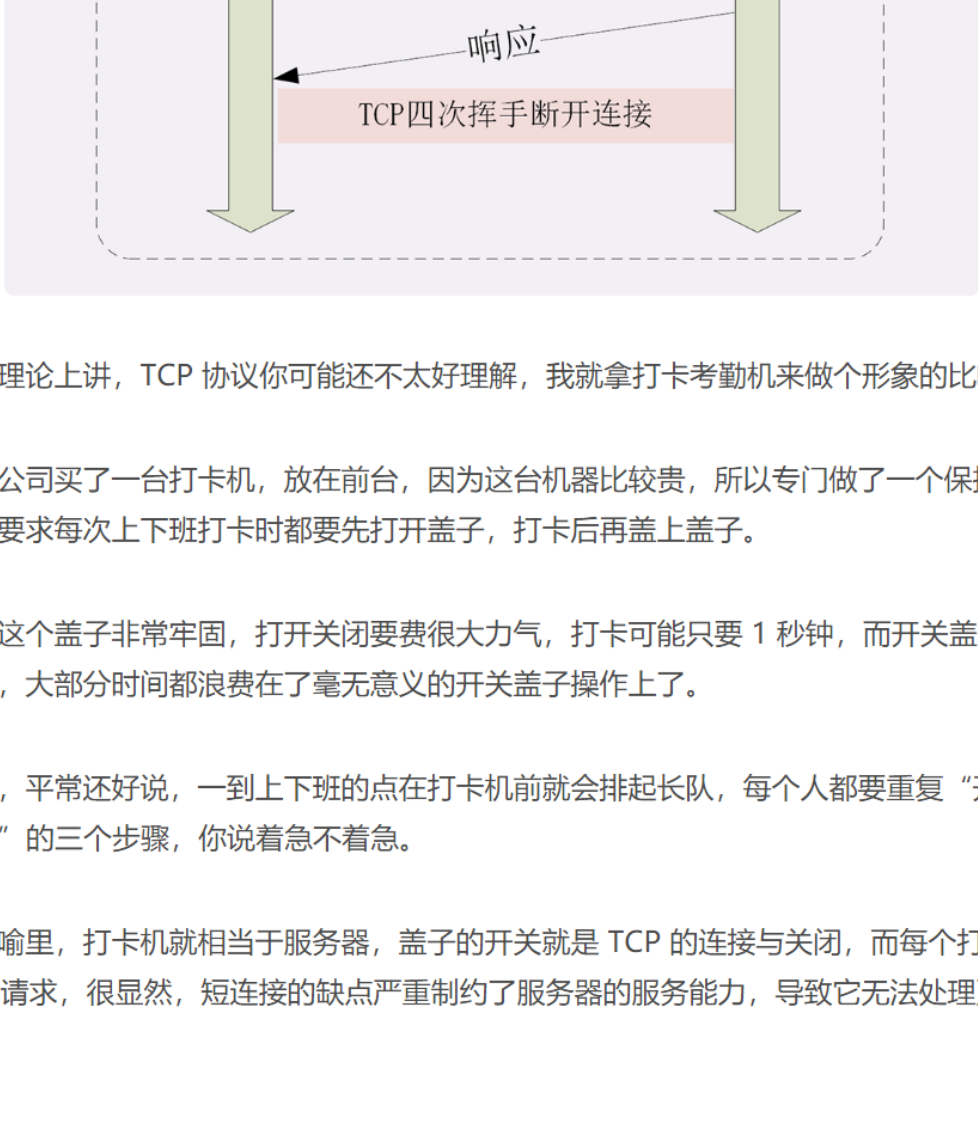 响应
TCP四次挥手断开连接
理论上讲，TCP 协议你可能还不太好理解，我就拿打卡考勤机来做个形象的比
公司买了一台打卡机，放在前台，因为这台机器比较贵，所以专门做了一个保
要求每次上下班打卡时都要先打开盖子，打卡后再盖上盖子。
这个盖子非常牢固，打开关闭要费很大力气，打卡可能只要 1 秒钟，而开关盖
，大部分时间都浪费在了毫无意义的开关盖子操作上了。
，平常还好说，一到上下班的点在打卡机前就会排起长队，每个人都要重复“
”的三个步骤，你说着急不着急。
喻里，打卡机就相当于服务器，盖子的开关就是 TCP 的连接与关闭，而每个打
请求，很显然，短连接的缺点严重制约了服务器的服务能力，导致它无法处理